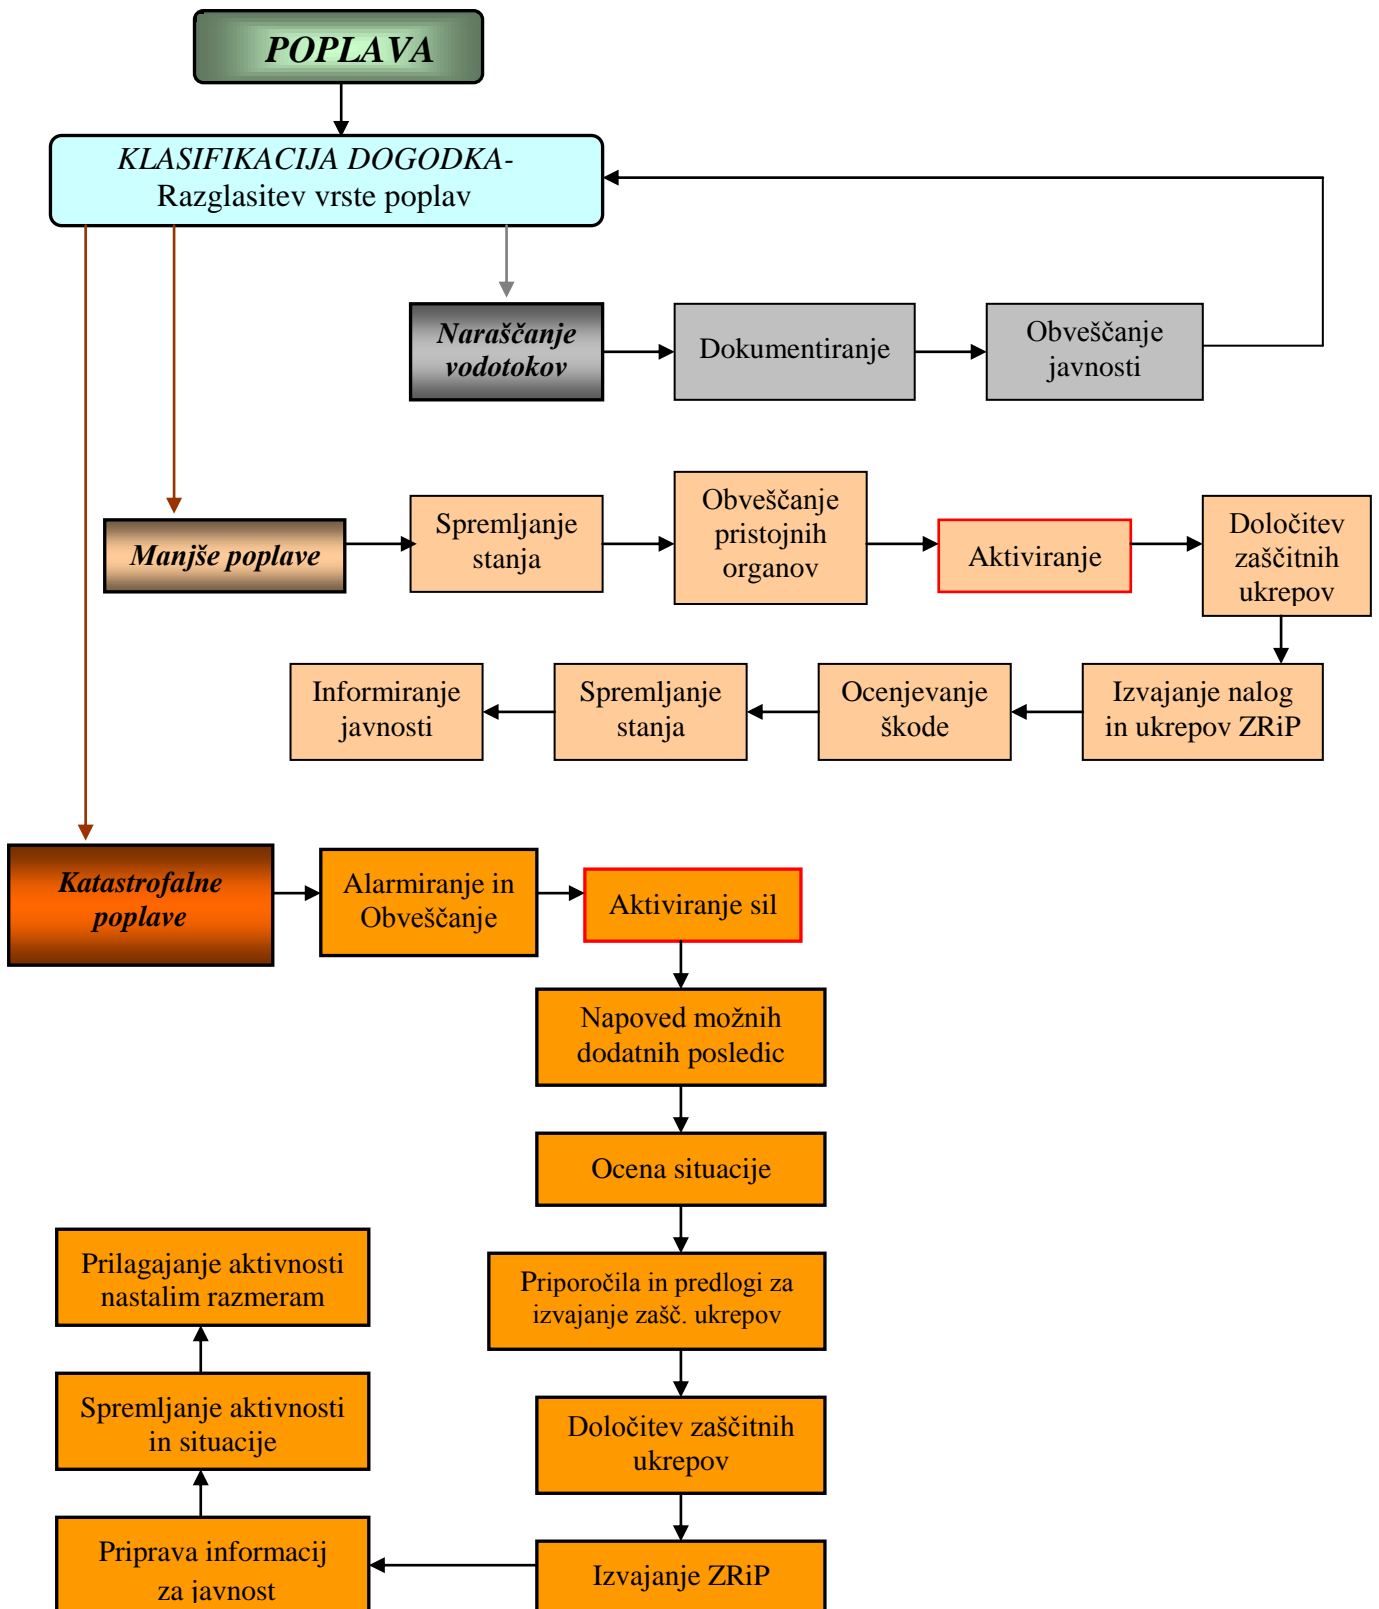 POPLAVA
KLASIFIKACIJA DOGODKA-
Razglasitev vrste poplav
Naraščanje
vodotokov
Dokumentiranje
Obveščanje
javnosti
Manjše poplave
Spremljanje
stanja
Obveščanje
pristojnih
organov
Aktiviranje
Določitev
zaščitnih
ukrepov
Informiranje
javnosti
Spremljanje
stanja
Ocenjevanje
škode
Izvajanje nalog
in ukrepov ZRiP
Katastrofalne
poplave
Alarmiranje in
Obveščanje
Aktiviranje sil
Napoved možnih
dodatnih posledic
Ocena situacije
Priporočila in predlogi za
izvajanje zašč. ukrepov
Prilagajanje aktivnosti
nastalim razmeram
Spremljanje aktivnosti
in situacije
Določitev zaščitnih
ukrepov
Priprava informacij
za javnost
Izvajanje ZRiP